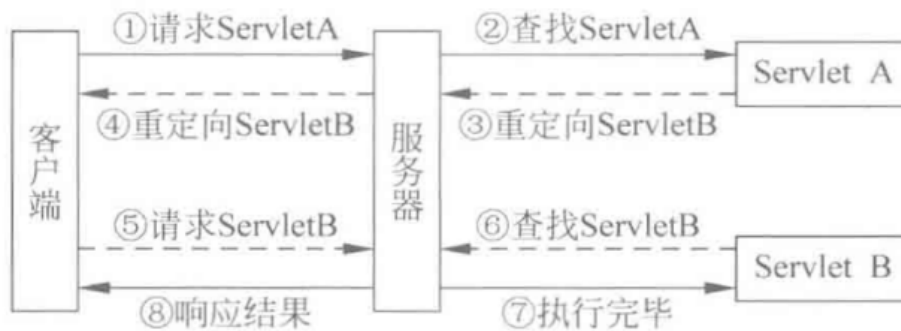 ①请求ServletA
②查找ServletA
Servlet A
④重定向ServletB
③重定向ServletB
客户端
服务器
⑤请求ServletB
⑥查找ServletB
Servlet B
⑧响应结果
⑦执行完毕